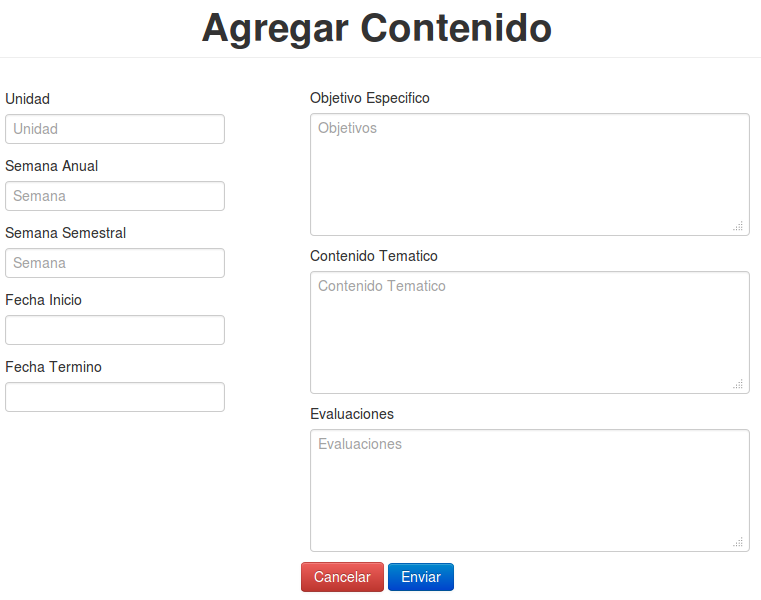 Agregar Contenido
Unidad
Unidad
Semana Anual
Semana
Semana Semestral
Semana
Fecha Inicio
Fecha Termino
Objetivo Especifico
Objetivos
Contenido Tematico
Contenido Tematico
Evaluaciones
Evaluaciones
Cancelar Enviar